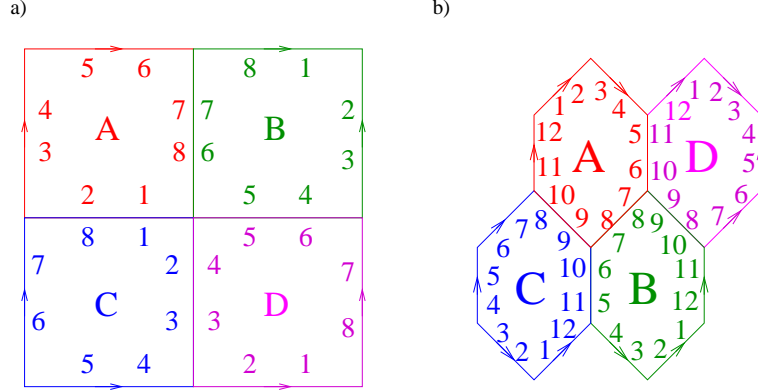 a)
b)
5 6
4 7
A
3 8
2 1
8 1
7 2
B
6 3
5 4
8 1
7 2
C
6 3
5 4
5 6
4 7
D
3 8
2 1
1 2 3 4
12 5
A
11 6
10 9 8 7
12 1 2 3
11 4
D
10 5
9 8 7 6
6 7 8 9
5 10
C
4 11
3 2 1 12
7 8 9 10
6 11
B
5 12
4 3 2 1